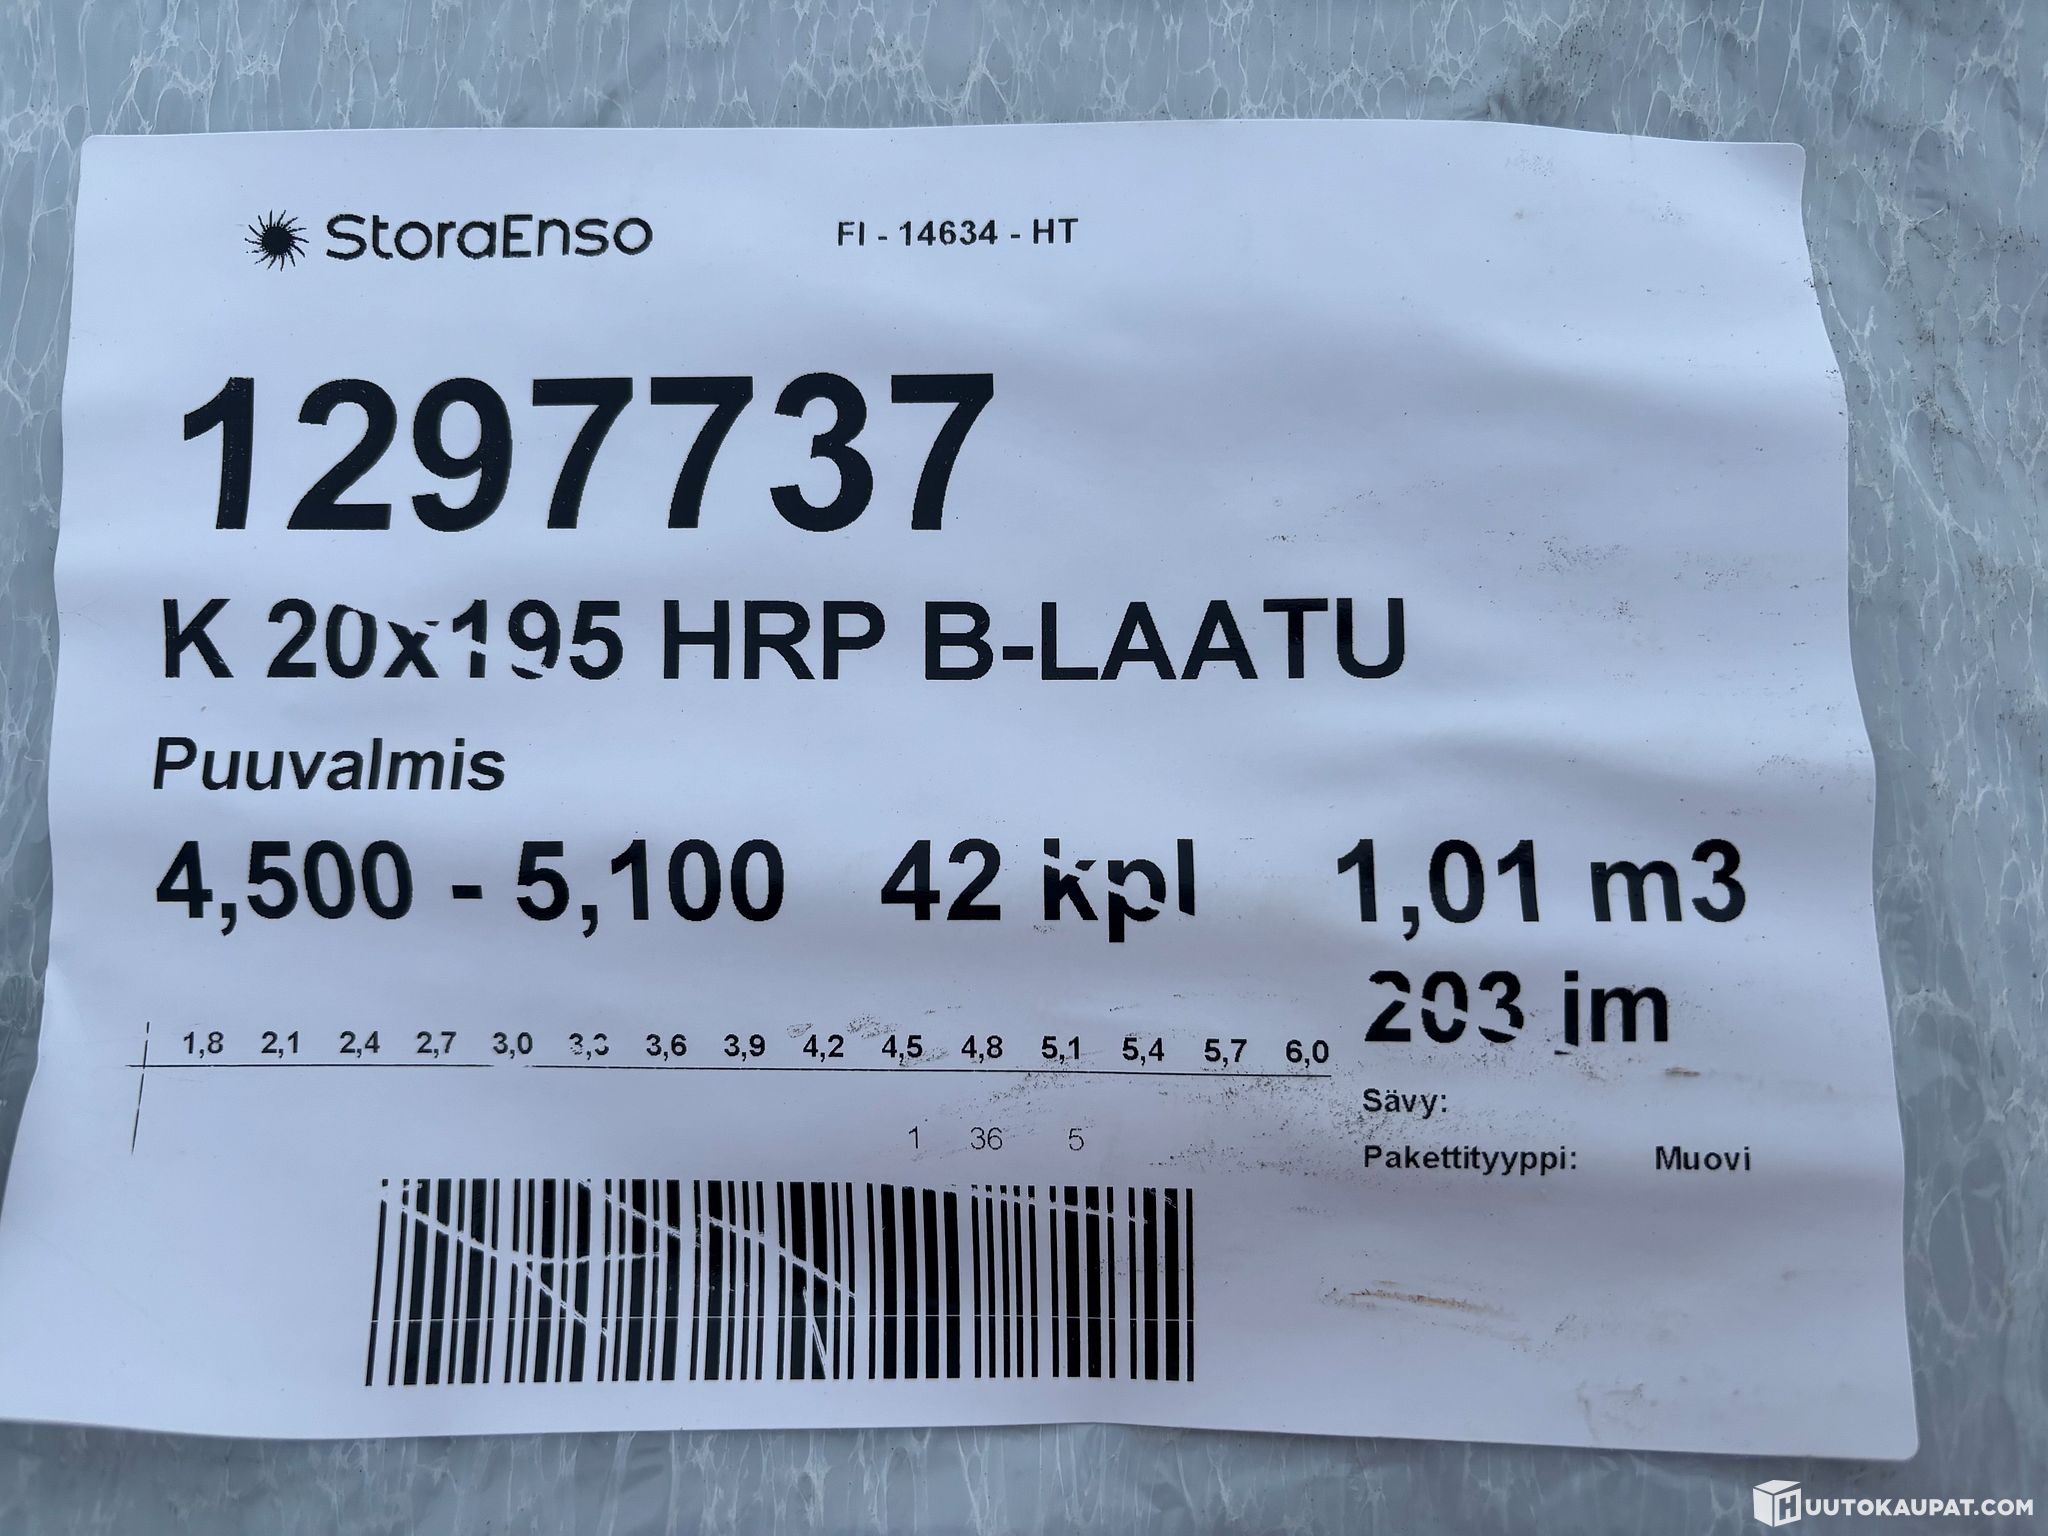 StoraEnso FI - 14634 - HT
1297737
K 20x195 HRP B-LAATU
Puuvalmis
4,500 - 5,100 42 kpl 1,01 m3
203 jm
1,8 2,1 2,4 2,7 3,0 3,3 3,6 3,9 4,2 4,5 4,8 5,1 5,4 5,7 6,0
Sävy:
1 36 5
Pakettityyppi: Muovi
HUUTOKAUPAT.COM